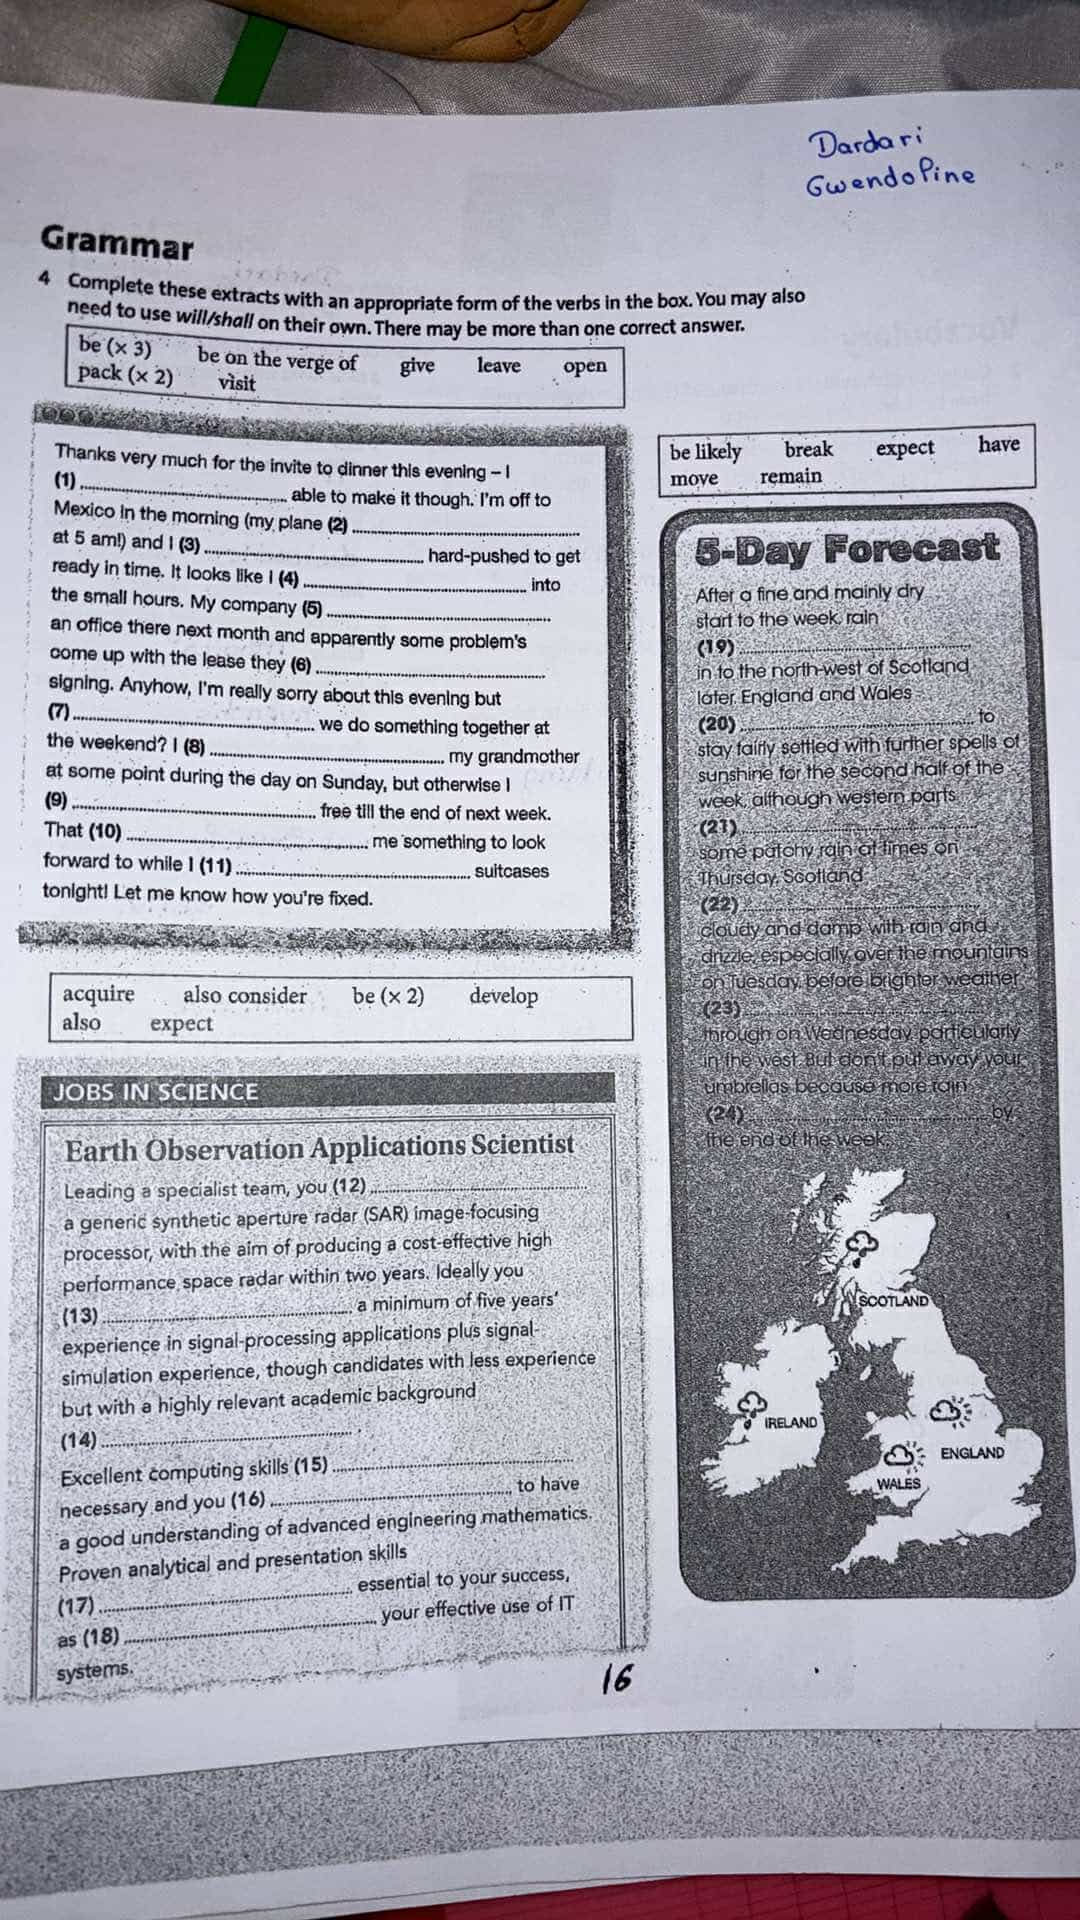 Dardari
Gwendoline
Grammar
4 Complete these extracts with an appropriate form of the verbs in the box. You may also
need to use will/shall on their own. There may be more than one correct answer.
be (× 3) be on the verge of give leave open
pack (× 2) visit
Thanks very much for the invite to dinner this evening – I
(1) ........ able to make it though. I'm off to
Mexico in the morning (my plane (2) ........
at 5 am!) and I (3) ........ hard-pushed to get
ready in time. It looks like I (4) ........ into
the small hours. My company (5) ........
an office there next month and apparently some problem's
come up with the lease they (6) ........
signing. Anyhow, I'm really sorry about this evening but
(7) ........ we do something together at
the weekend? I (8) ........ my grandmother
at some point during the day on Sunday, but otherwise I
(9) ........ free till the end of next week.
That (10) ........ me something to look
forward to while I (11) ........ suitcases
tonight! Let me know how you're fixed.
acquire also consider be (× 2) develop
also expect
JOBS IN SCIENCE
Earth Observation Applications Scientist
Leading a specialist team, you (12) ........
a generic synthetic aperture radar (SAR) image-focusing
processor, with the aim of producing a cost-effective high
performance space radar within two years. Ideally you
(13) ........ a minimum of five years'
experience in signal-processing applications plus signal-
simulation experience, though candidates with less experience
but with a highly relevant academic background
(14) ........ .
Excellent computing skills (15) ........
necessary and you (16) ........ to have
a good understanding of advanced engineering mathematics.
Proven analytical and presentation skills
(17) ........ essential to your success,
as (18) ........ your effective use of IT
systems.
be likely break expect have
move remain
5-Day Forecast
After a fine and mainly dry
start to the week, rain
(19) ........
in to the north-west of Scotland
later. England and Wales
(20) ........ to
stay fairly settled with further spells of
sunshine for the second half of the
week, although western parts
(21) ........
some patchy rain at times on
Thursday. Scotland
(22) ........
cloudy and damp with rain and
drizzle, especially over the mountains
on Tuesday, before brighter weather
(23) ........
through on Wednesday, particularly
in the west. But don't put away your
umbrellas because more rain
(24) ........ by
the end of the week.
SCOTLAND
IRELAND
ENGLAND
WALES
16